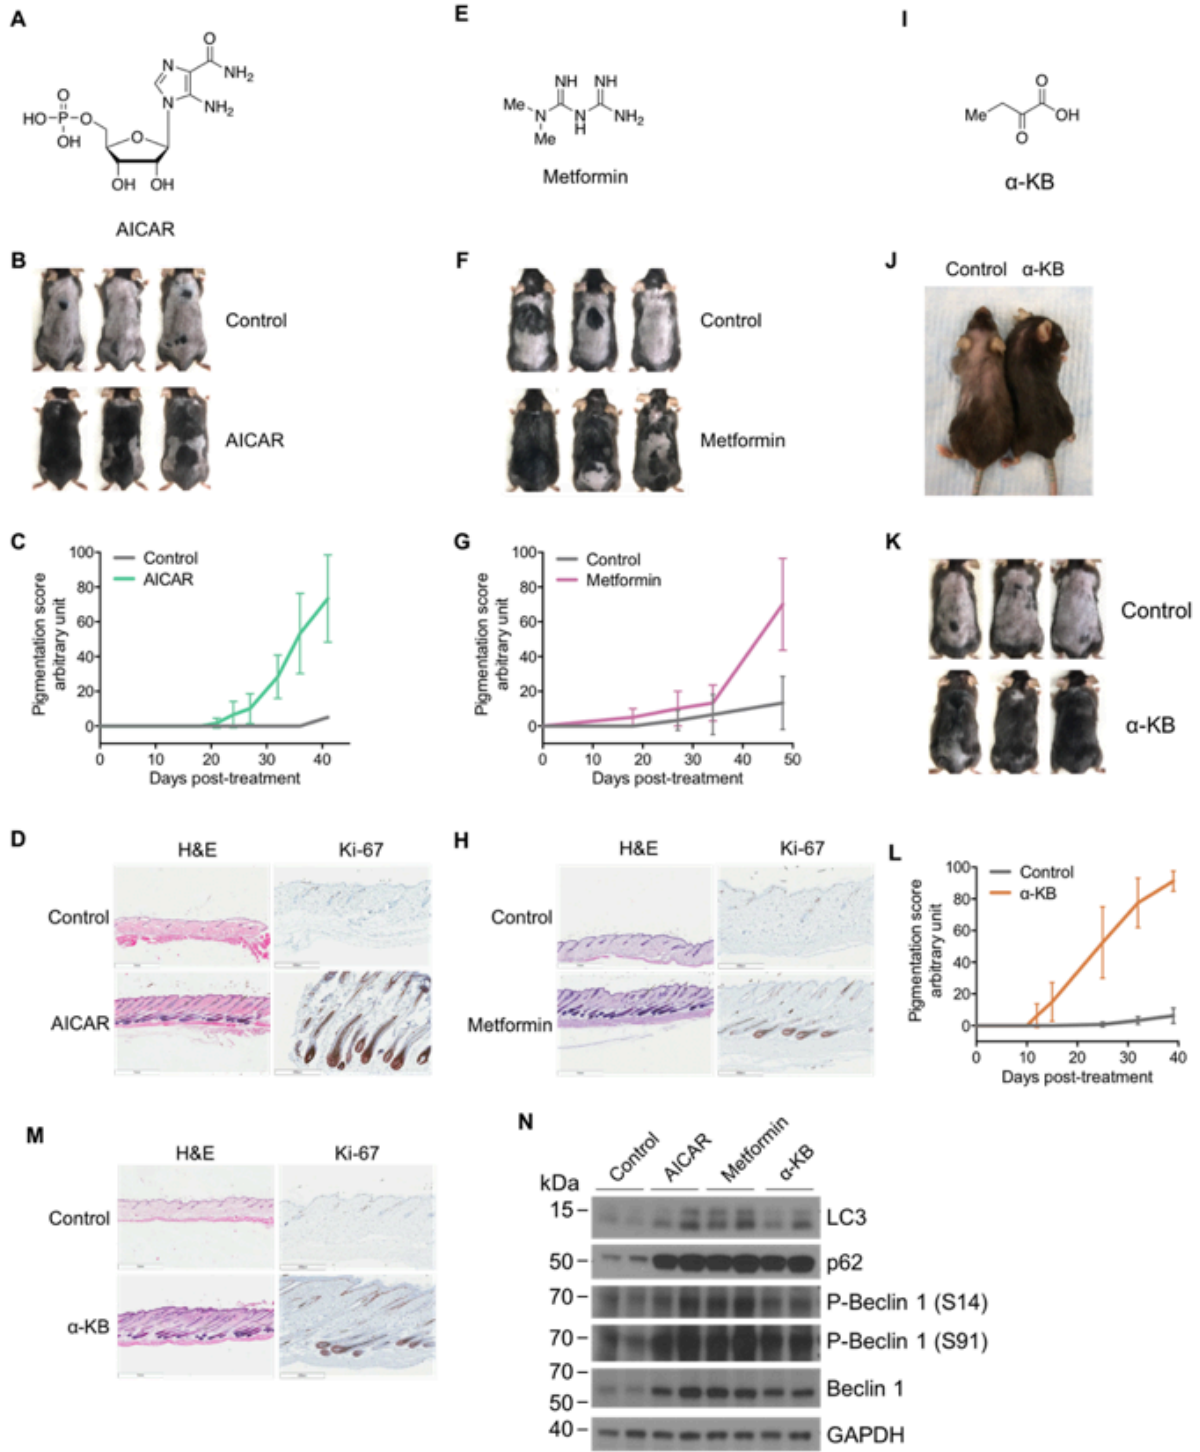 A
E
I
O
N
NH₂
N
NH₂
O
HO
P
O
OH
O
OH
OH
AICAR
NH
NH
Me
N
N
H
NH₂
Me
Metformin
O
Me
OH
O
α-KB
B
Control
AICAR
F
Control
Metformin
J
Control α-KB
C
Control
AICAR
Pigmentation score
arbitrary unit
100
80
60
40
20
0
0 10 20 30 40
Days post-treatment
G
Control
Metformin
Pigmentation score
arbitrary unit
100
80
60
40
20
0
0 10 20 30 40 50
Days post-treatment
K
Control
α-KB
D
H&E Ki-67
Control
AICAR
H
H&E Ki-67
Control
Metformin
L
Control
α-KB
Pigmentation score
arbitrary unit
100
80
60
40
20
0
0 10 20 30 40
Days post-treatment
M
H&E Ki-67
Control
α-KB
N
Control AICAR Metformin α-KB
kDa
15 LC3
50 p62
70 P-Beclin 1 (S14)
70 P-Beclin 1 (S91)
70
Beclin 1
50
40 GAPDH